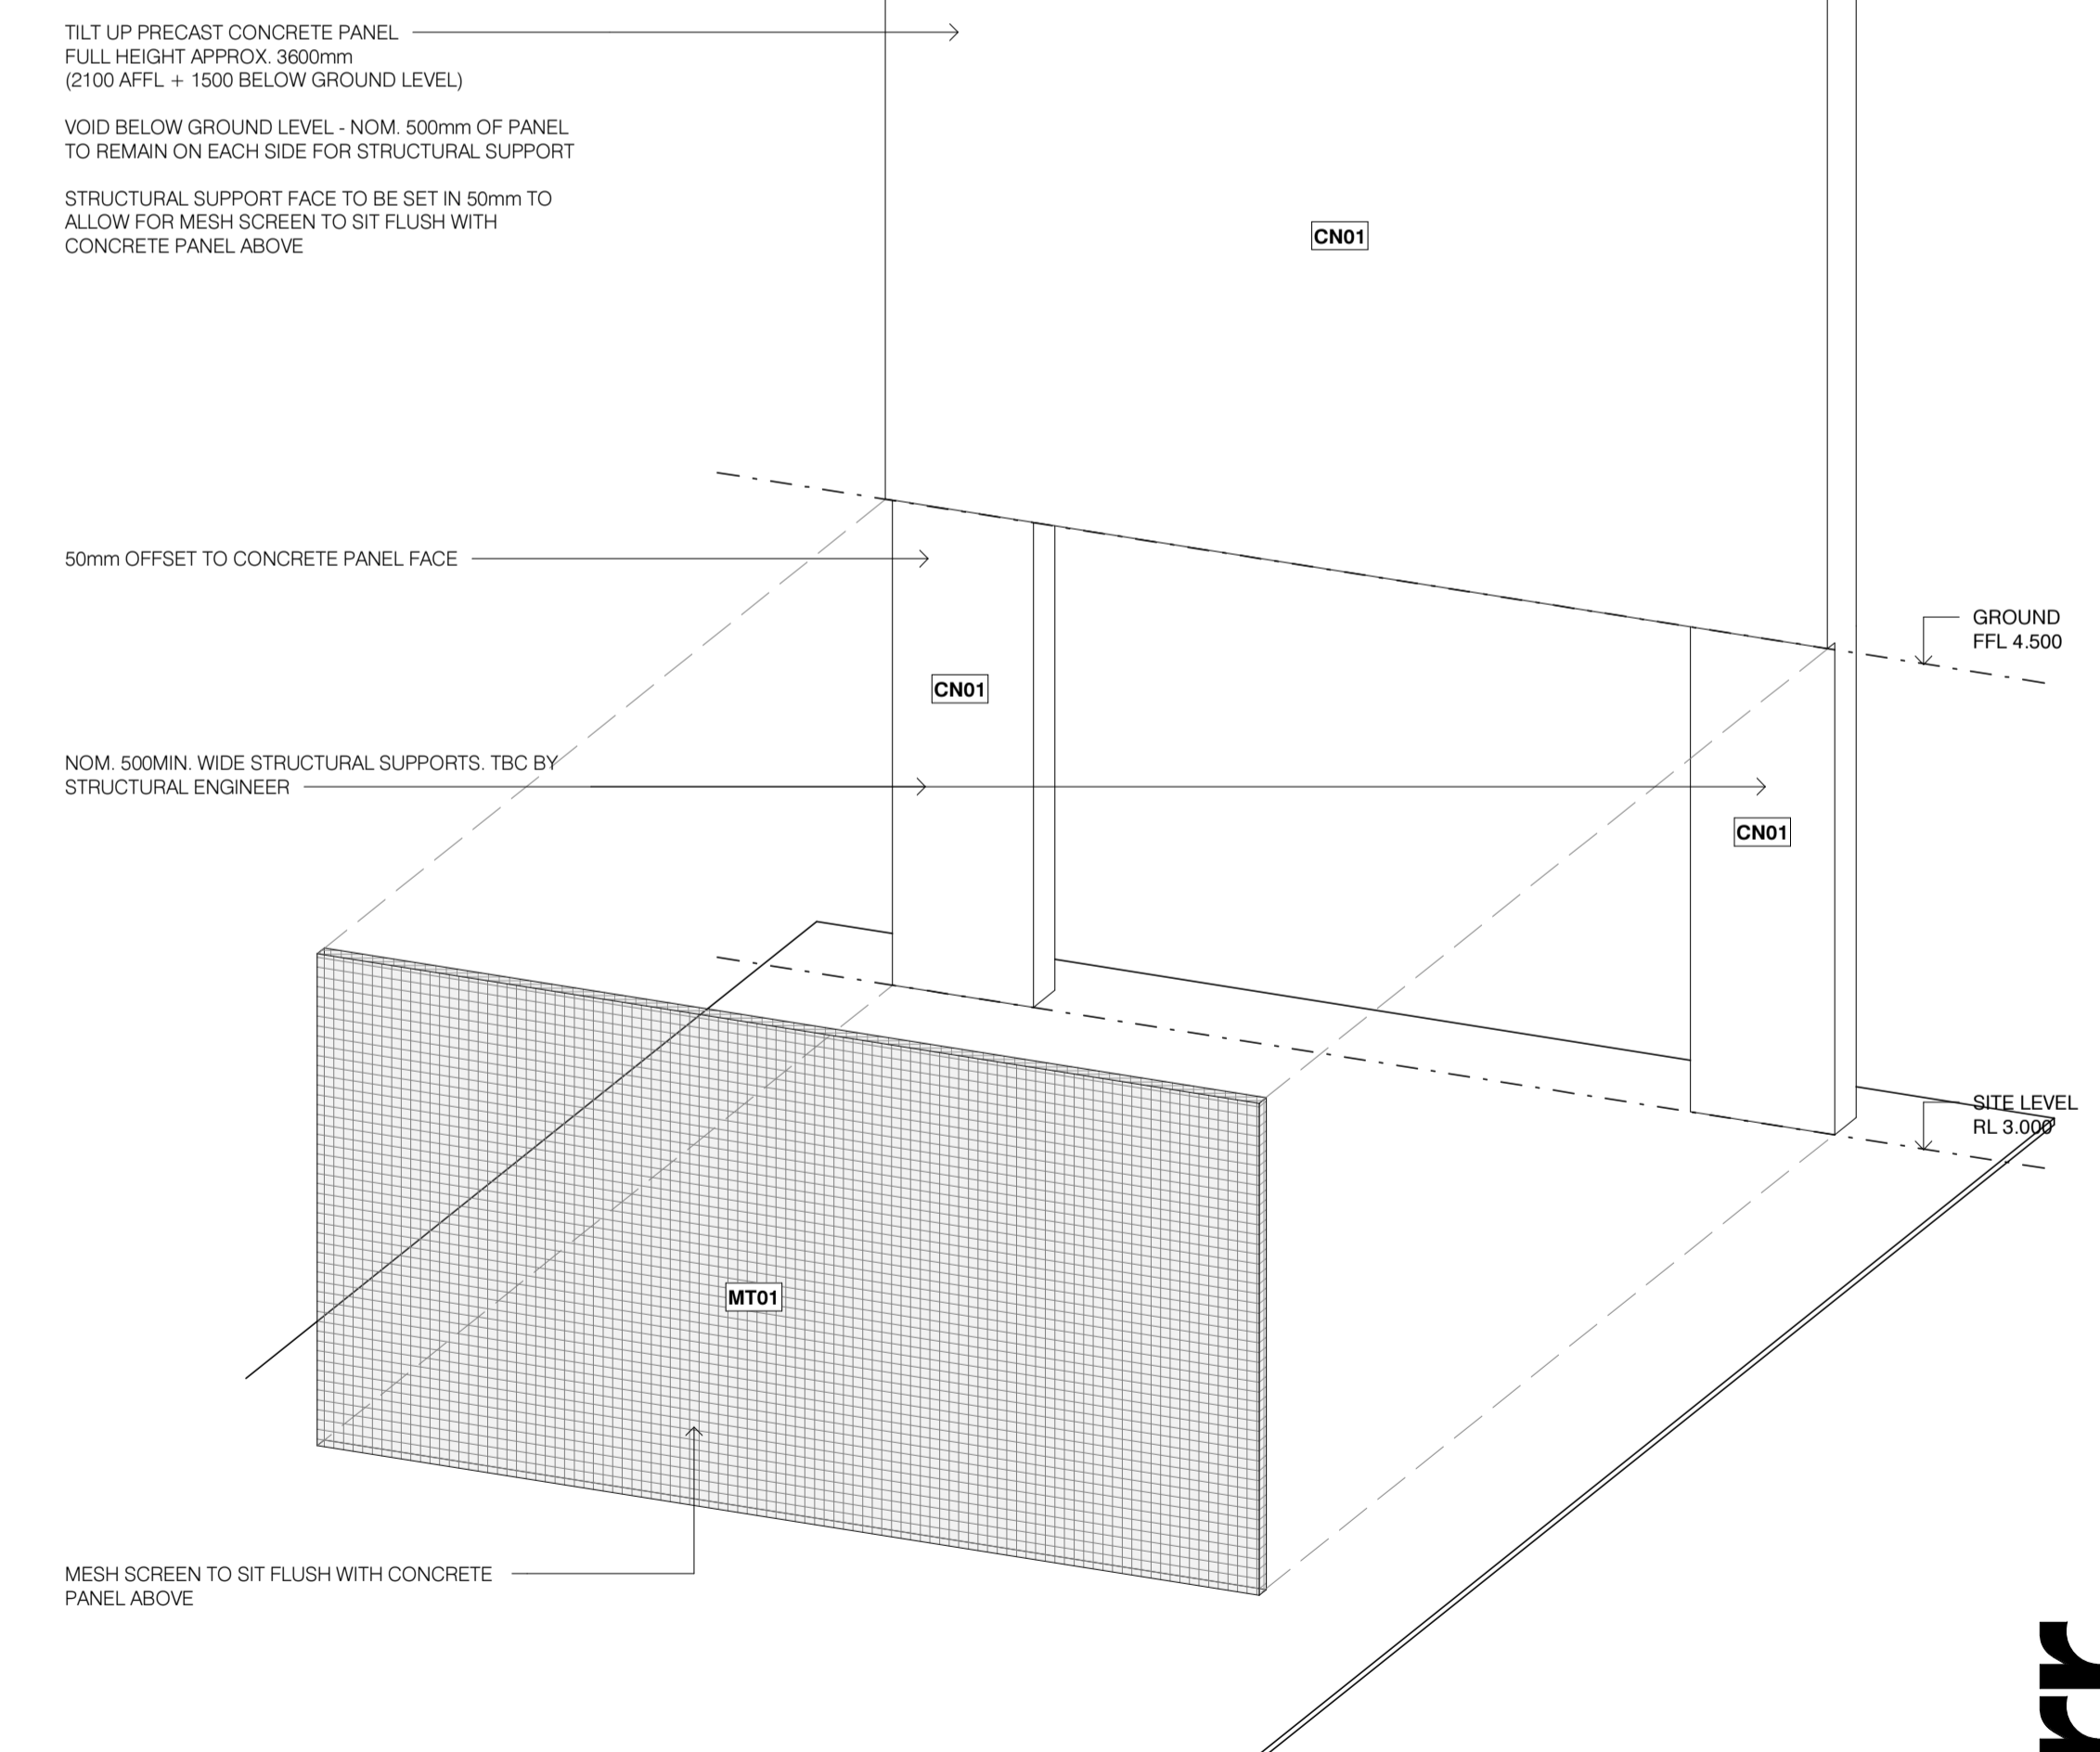 TILT UP PRECAST CONCRETE PANEL
FULL HEIGHT APPROX. 3600mm
(2100 AFFL + 1500 BELOW GROUND LEVEL)
VOID BELOW GROUND LEVEL - NOM. 500mm OF PANEL
TO REMAIN ON EACH SIDE FOR STRUCTURAL SUPPORT
STRUCTURAL SUPPORT FACE TO BE SET IN 50mm TO
ALLOW FOR MESH SCREEN TO SIT FLUSH WITH
CONCRETE PANEL ABOVE
CN01
50mm OFFSET TO CONCRETE PANEL FACE
GROUND
FFL 4.500
CN01
NOM. 500MIN. WIDE STRUCTURAL SUPPORTS. TBC BY
STRUCTURAL ENGINEER
CN01
SITE LEVEL
RL 3.000
MT01
MESH SCREEN TO SIT FLUSH WITH CONCRETE
PANEL ABOVE